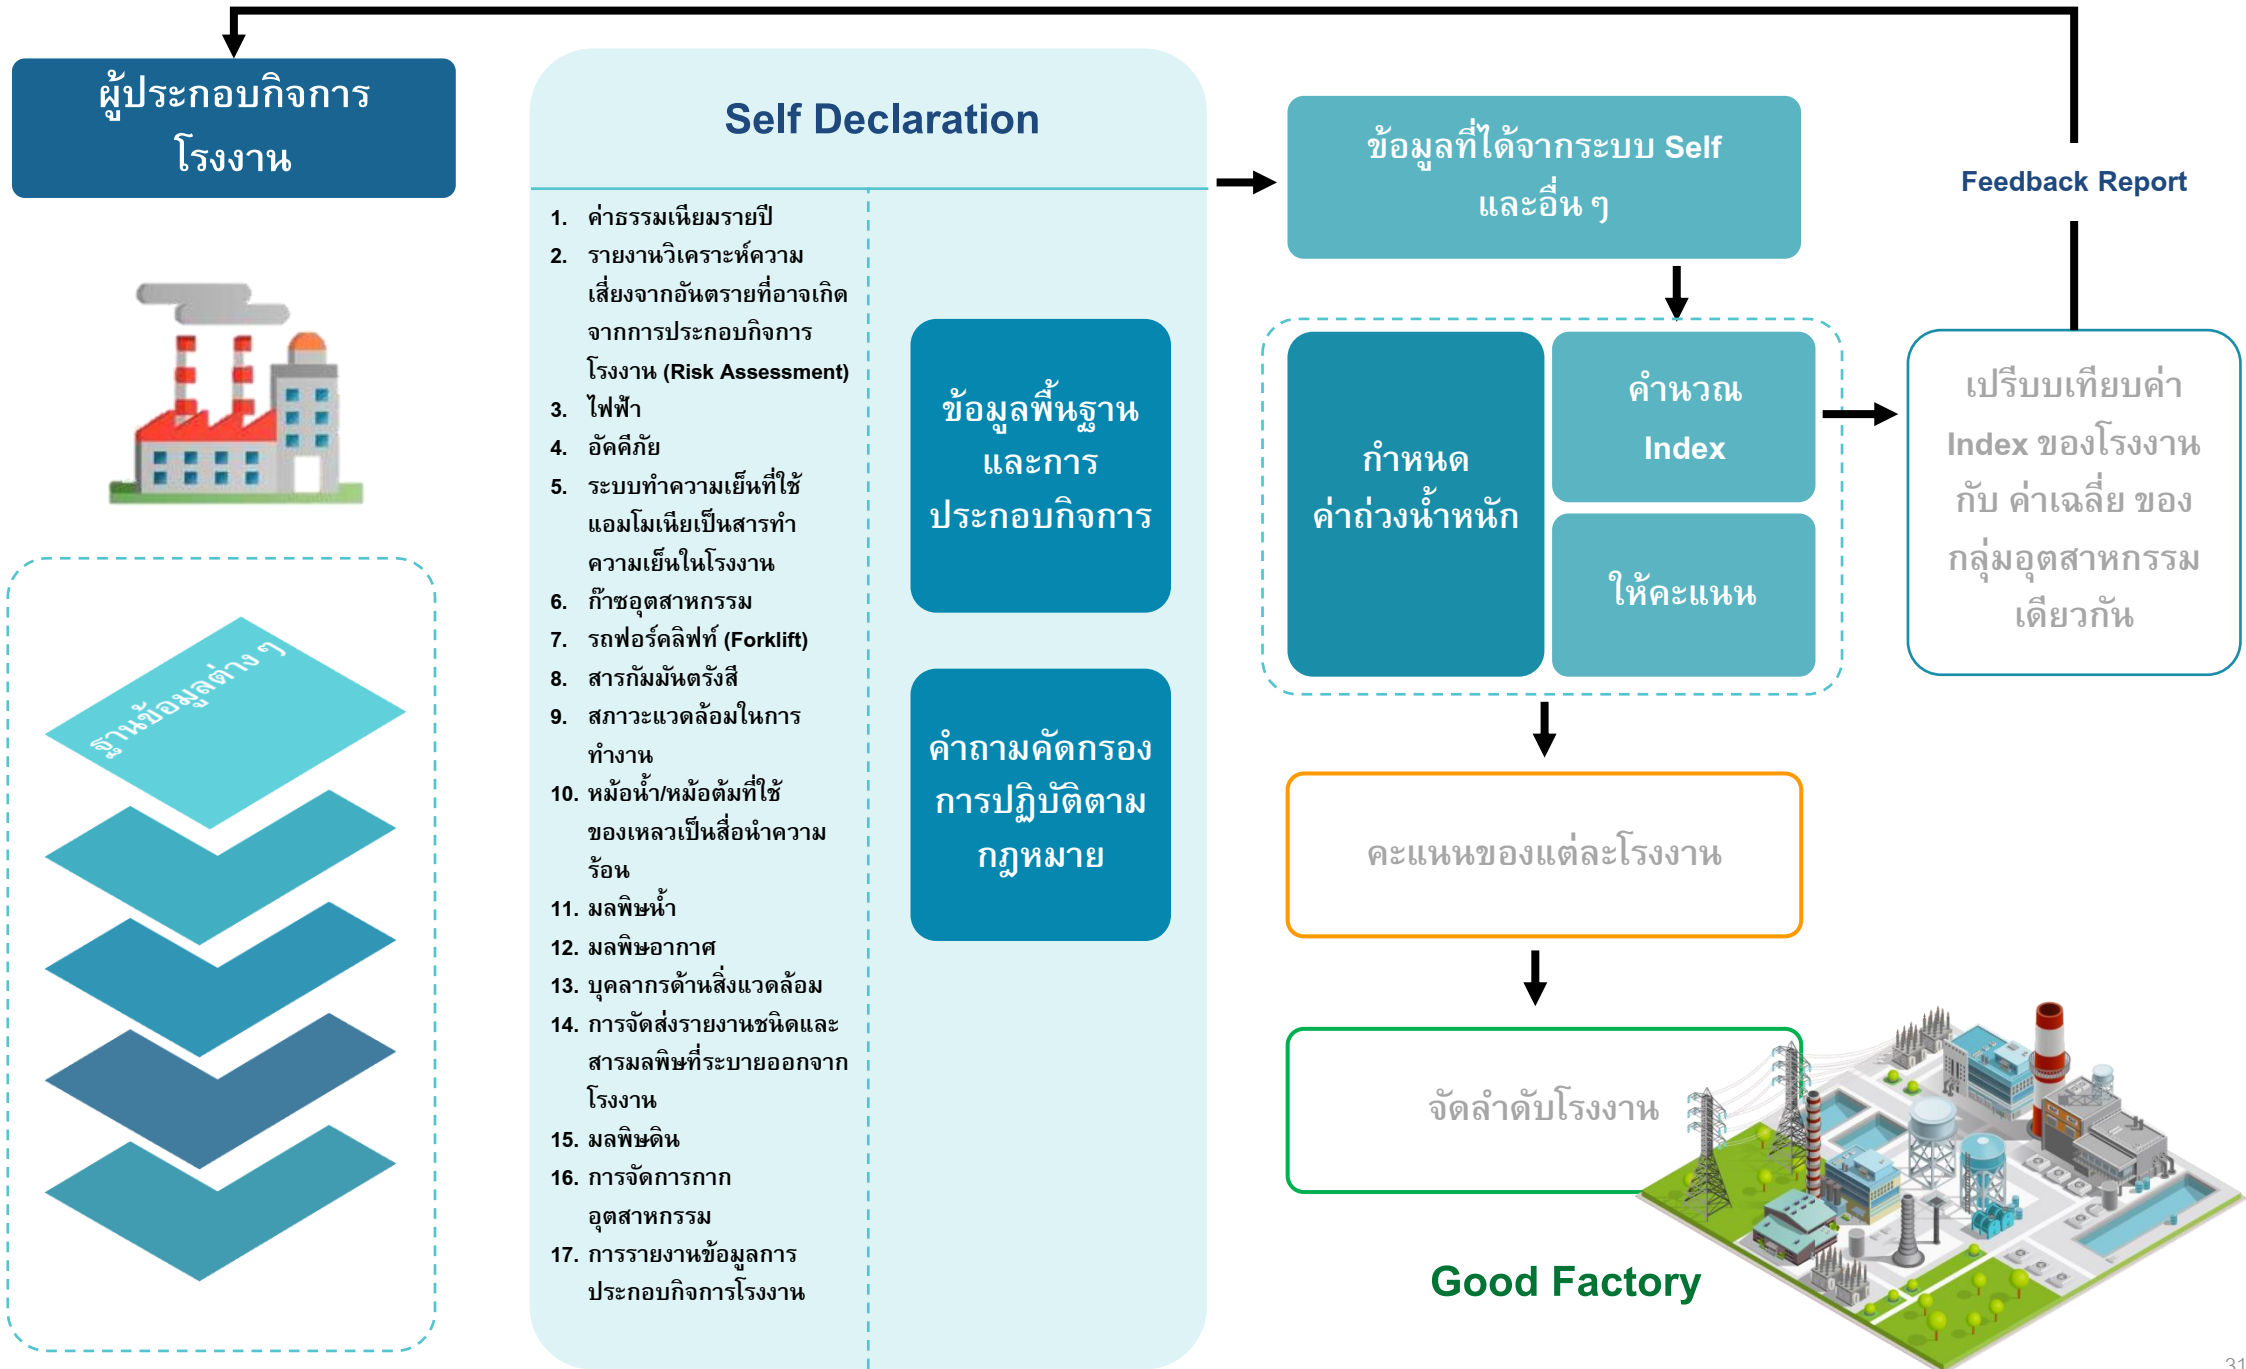 ผู้ประกอบกิจการ
โรงงาน
ฐานข้อมูลต่าง ๆ
Self Declaration
1. ค่าธรรมเนียมรายปี
2. รายงานวิเคราะห์ความ
เสี่ยงจากอันตรายที่อาจเกิด
จากการประกอบกิจการ
โรงงาน (Risk Assessment)
3. ไฟฟ้า
4. อัคคีภัย
5. ระบบทำความเย็นที่ใช้
แอมโมเนียเป็นสารทำ
ความเย็นในโรงงาน
6. ก๊าซอุตสาหกรรม
7. รถฟอร์คลิฟท์ (Forklift)
8. สารกัมมันตรังสี
9. สภาวะแวดล้อมในการ
ทำงาน
10. หม้อน้ำ/หม้อต้มที่ใช้
ของเหลวเป็นสื่อนำความ
ร้อน
11. มลพิษน้ำ
12. มลพิษอากาศ
13. บุคลากรด้านสิ่งแวดล้อม
14. การจัดส่งรายงานชนิดและ
สารมลพิษที่ระบายออกจาก
โรงงาน
15. มลพิษดิน
16. การจัดการกาก
อุตสาหกรรม
17. การรายงานข้อมูลการ
ประกอบกิจการโรงงาน
ข้อมูลพื้นฐาน
และการ
ประกอบกิจการ
คำถามคัดกรอง
การปฏิบัติตาม
กฎหมาย
ข้อมูลที่ได้จากระบบ Self
และอื่น ๆ
กำหนด
ค่าถ่วงน้ำหนัก
คำนวณ
Index
ให้คะแนน
คะแนนของแต่ละโรงงาน
จัดลำดับโรงงาน
Good Factory
Feedback Report
เปรีบบเทียบค่า
Index ของโรงงาน
กับ ค่าเฉลี่ย ของ
กลุ่มอุตสาหกรรม
เดียวกัน
31